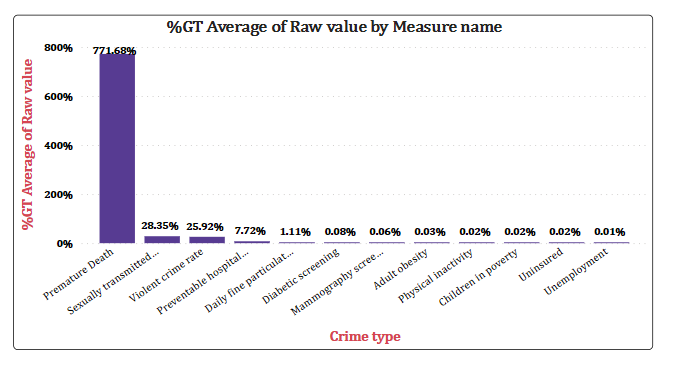 %GT Average of Raw value by Measure name
%GT Average of Raw value
800%
600%
400%
200%
0%
771.68%
28.35%
25.92%
7.72%
1.11%
0.08%
0.06%
0.03%
0.02%
0.02%
0.02%
0.01%
Premature Death
Sexually transmitted...
Violent crime rate
Preventable hospital...
Daily fine particulat...
Diabetic screening
Mammography scree...
Adult obesity
Physical inactivity
Children in poverty
Uninsured
Unemployment
Crime type